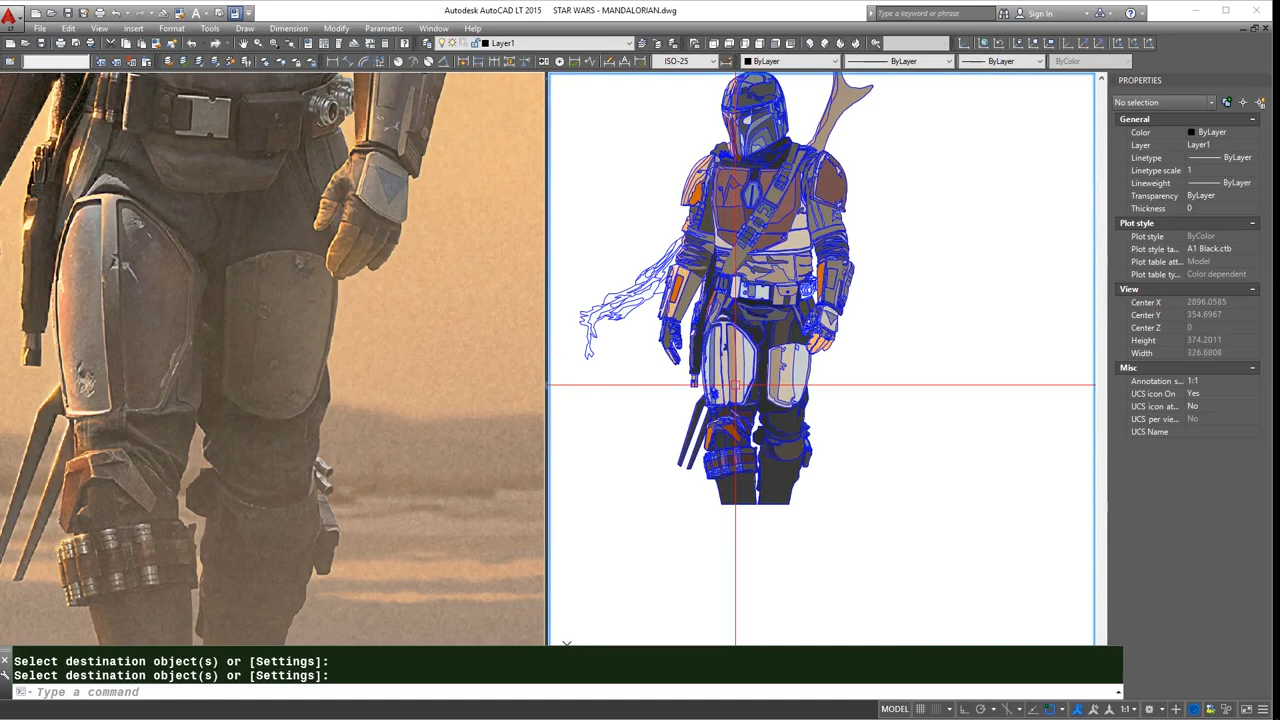 Autodesk AutoCAD LT 2015 STAR WARS - MANDALORIAN.dwg
Type a keyword or phrase
Sign In
LT
File Edit View Insert Format Tools Draw Dimension Modify Parametric Window Help
Layer1
ISO-25
ByLayer
ByLayer
ByLayer
ByColor
PROPERTIES
No selection
General
Color ByLayer
Layer Layer1
Linetype ByLayer
Linetype scale 1
Lineweight ByLayer
Transparency ByLayer
Thickness 0
Plot style
Plot style ByColor
Plot style ta... A1 Black.ctb
Plot table att... Model
Plot table ty... Color dependent
View
Center X 2896.0585
Center Y 354.6967
Center Z 0
Height 374.2011
Width 326.6808
Misc
Annotation s... 1:1
UCS icon On Yes
UCS icon at... No
UCS per vie... No
UCS Name
Select destination object(s) or [Settings]:
Select destination object(s) or [Settings]:
Type a command
MODEL
1:1